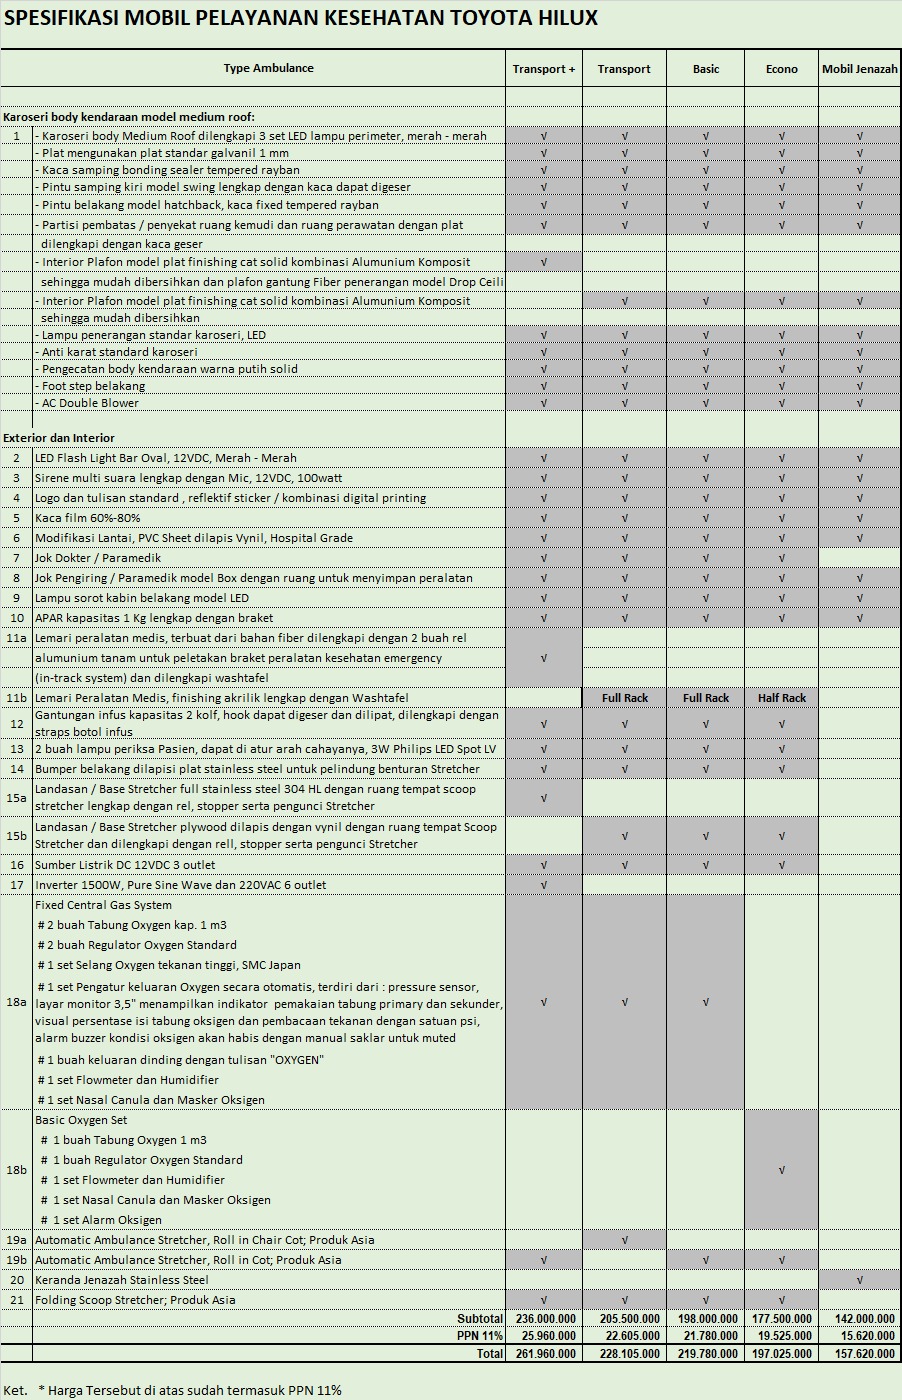 SPESIFIKASI MOBIL PELAYANAN KESEHATAN TOYOTA HILUX
Type Ambulance Transport + Transport Basic Econo Mobil Jenazah
Karoseri body kendaraan model medium roof:
1 - Karoseri body Medium Roof dilengkapi 3 set LED lampu perimeter, merah - merah √ √ √ √ √
- Plat mengunakan plat standar galvanil 1 mm √ √ √ √ √
- Kaca samping bonding sealer tempered rayban √ √ √ √ √
- Pintu samping kiri model swing lengkap dengan kaca dapat digeser √ √ √ √ √
- Pintu belakang model hatchback, kaca fixed tempered rayban √ √ √ √ √
- Partisi pembatas / penyekat ruang kemudi dan ruang perawatan dengan plat √ √ √ √ √
dilengkapi dengan kaca geser
- Interior Plafon model plat finishing cat solid kombinasi Alumunium Komposit √
sehingga mudah dibersihkan dan plafon gantung Fiber penerangan model Drop Ceili
- Interior Plafon model plat finishing cat solid kombinasi Alumunium Komposit √ √ √ √
sehingga mudah dibersihkan
- Lampu penerangan standar karoseri, LED √ √ √ √ √
- Anti karat standard karoseri √ √ √ √ √
- Pengecatan body kendaraan warna putih solid √ √ √ √ √
- Foot step belakang √ √ √ √ √
- AC Double Blower √ √ √ √ √
Exterior dan Interior
2 LED Flash Light Bar Oval, 12VDC, Merah - Merah √ √ √ √ √
3 Sirene multi suara lengkap dengan Mic, 12VDC, 100watt √ √ √ √ √
4 Logo dan tulisan standard , reflektif sticker / kombinasi digital printing √ √ √ √ √
5 Kaca film 60%-80% √ √ √ √ √
6 Modifikasi Lantai, PVC Sheet dilapis Vynil, Hospital Grade √ √ √ √ √
7 Jok Dokter / Paramedik √ √ √ √
8 Jok Pengiring / Paramedik model Box dengan ruang untuk menyimpan peralatan √ √ √ √ √
9 Lampu sorot kabin belakang model LED √ √ √ √ √
10 APAR kapasitas 1 Kg lengkap dengan braket √ √ √ √ √
11a Lemari peralatan medis, terbuat dari bahan fiber dilengkapi dengan 2 buah rel
alumunium tanam untuk peletakan braket peralatan kesehatan emergency √
(in-track system) dan dilengkapi washtafel
11b Lemari Peralatan Medis, finishing akrilik lengkap dengan Washtafel Full Rack Full Rack Half Rack
12 Gantungan infus kapasitas 2 kolf, hook dapat digeser dan dilipat, dilengkapi dengan √ √ √ √
straps botol infus
13 2 buah lampu periksa Pasien, dapat di atur arah cahayanya, 3W Philips LED Spot LV √ √ √ √
14 Bumper belakang dilapisi plat stainless steel untuk pelindung benturan Stretcher √ √ √ √
15a Landasan / Base Stretcher full stainless steel 304 HL dengan ruang tempat scoop √
stretcher lengkap dengan rel, stopper serta pengunci Stretcher
15b Landasan / Base Stretcher plywood dilapis dengan vynil dengan ruang tempat Scoop √ √ √
Stretcher dan dilengkapi dengan rell, stopper serta pengunci Stretcher
16 Sumber Listrik DC 12VDC 3 outlet √ √ √ √
17 Inverter 1500W, Pure Sine Wave dan 220VAC 6 outlet √
Fixed Central Gas System
# 2 buah Tabung Oxygen kap. 1 m3
# 2 buah Regulator Oxygen Standard
# 1 set Selang Oxygen tekanan tinggi, SMC Japan
# 1 set Pengatur keluaran Oxygen secara otomatis, terdiri dari : pressure sensor,
18a layar monitor 3,5" menampilkan indikator pemakaian tabung primary dan sekunder, √ √ √
visual persentase isi tabung oksigen dan pembacaan tekanan dengan satuan psi,
alarm buzzer kondisi oksigen akan habis dengan manual saklar untuk muted
# 1 buah keluaran dinding dengan tulisan "OXYGEN"
# 1 set Flowmeter dan Humidifier
# 1 set Nasal Canula dan Masker Oksigen
Basic Oxygen Set
# 1 buah Tabung Oxygen 1 m3
# 1 buah Regulator Oxygen Standard
18b # 1 set Flowmeter dan Humidifier √
# 1 set Nasal Canula dan Masker Oksigen
# 1 set Alarm Oksigen
19a Automatic Ambulance Stretcher, Roll in Chair Cot; Produk Asia √
19b Automatic Ambulance Stretcher, Roll in Cot; Produk Asia √ √ √
20 Keranda Jenazah Stainless Steel √
21 Folding Scoop Stretcher; Produk Asia √ √ √ √
Subtotal 236.000.000 205.500.000 198.000.000 177.500.000 142.000.000
PPN 11% 25.960.000 22.605.000 21.780.000 19.525.000 15.620.000
Total 261.960.000 228.105.000 219.780.000 197.025.000 157.620.000
Ket. * Harga Tersebut di atas sudah termasuk PPN 11%